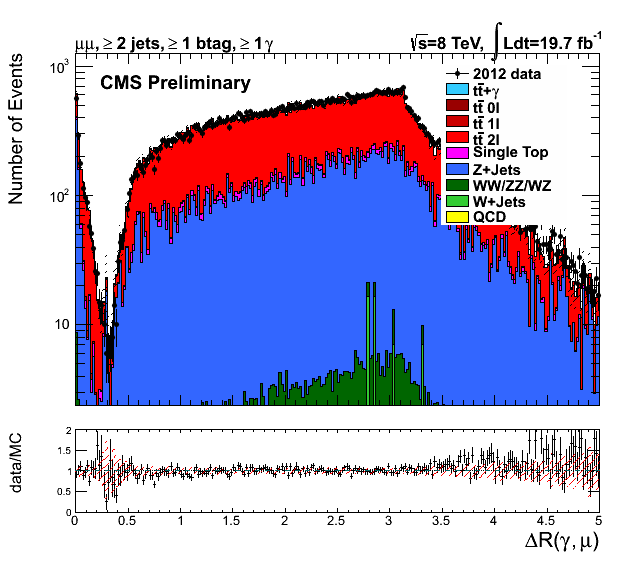 μμ, ≥ 2 jets, ≥ 1 btag, ≥ 1 γ
√s=8 TeV, ∫ Ldt=19.7 fb⁻¹
CMS Preliminary
Number of Events
10³
10²
10
2012 data
tt̄+γ
tt̄ 0l
tt̄ 1l
tt̄ 2l
Single Top
Z+Jets
WW/ZZ/WZ
W+Jets
QCD
data/MC
2
1.5
1
0.5
0
0 0.5 1 1.5 2 2.5 3 3.5 4 4.5 5
ΔR(γ, μ)